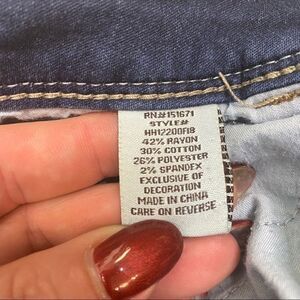 RN#151671
STYLE#
HH12200FIB
42% RAYON
30% COTTON
26% POLYESTER
2% SPANDEX
EXCLUSIVE OF
DECORATION
MADE IN CHINA
CARE ON REVERSE